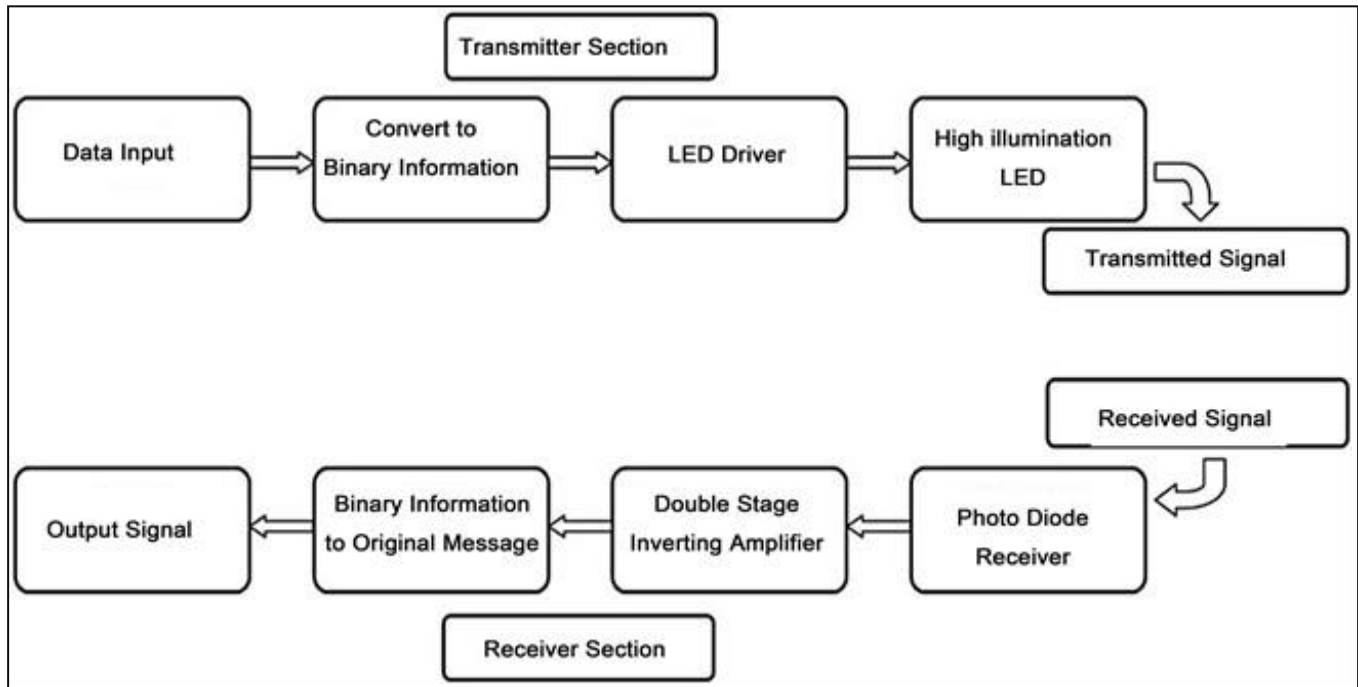 Transmitter Section
Data Input
Convert to
Binary Information
LED Driver
High illumination
LED
Transmitted Signal
Received Signal
Output Signal
Binary Information
to Original Message
Double Stage
Inverting Amplifier
Photo Diode
Receiver
Receiver Section